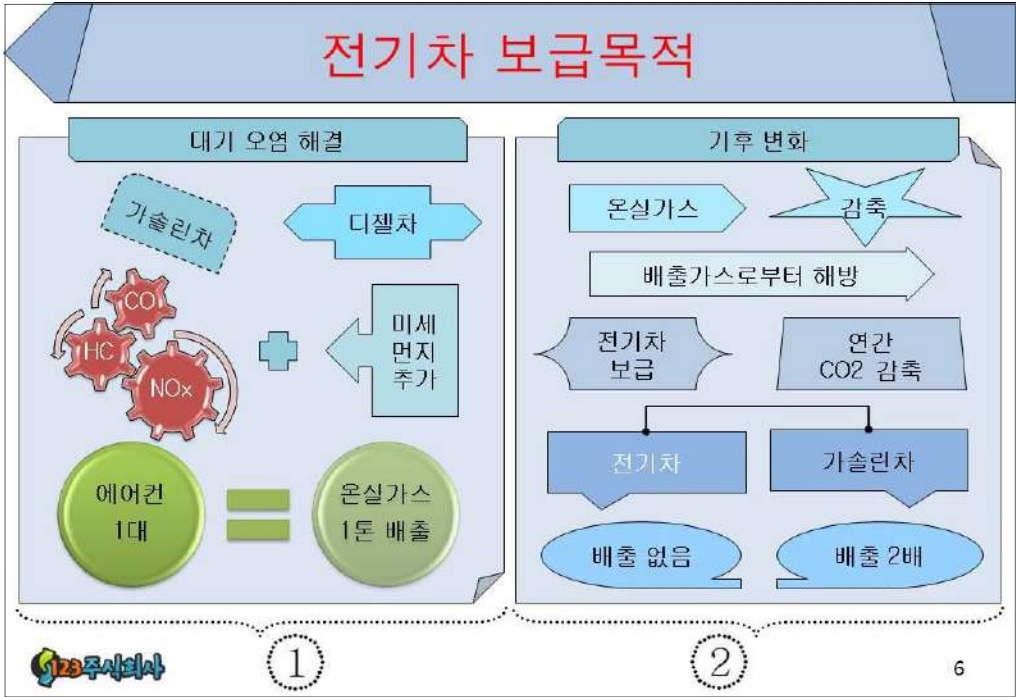 전기차 보급목적
대기 오염 해결
가솔린차
디젤차
CO
HC
NOx
미세
먼지
추가
에어컨
1대
온실가스
1톤 배출
기후 변화
온실가스
감축
배출가스로부터 해방
전기차
보급
연간
CO2 감축
전기차
가솔린차
배출 없음
배출 2배
①
②
123주식회사
6